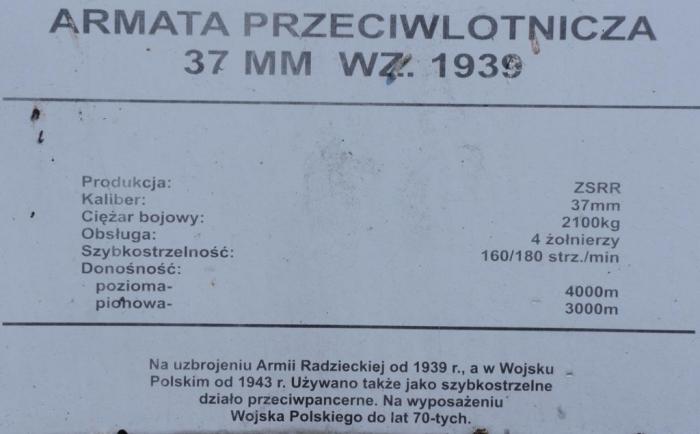 ARMATA PRZECIWLOTNICZA
37 MM WZ. 1939
Produkcja: ZSRR
Kaliber: 37mm
Ciężar bojowy: 2100kg
Obsługa: 4 żołnierzy
Szybkostrzelność: 160/180 strz./min
Donośność:
pozioma- 4000m
pionowa- 3000m
Na uzbrojeniu Armii Radzieckiej od 1939 r., a w Wojsku
Polskim od 1943 r. Używano także jako szybkostrzelne
działo przeciwpancerne. Na wyposażeniu
Wojska Polskiego do lat 70-tych.